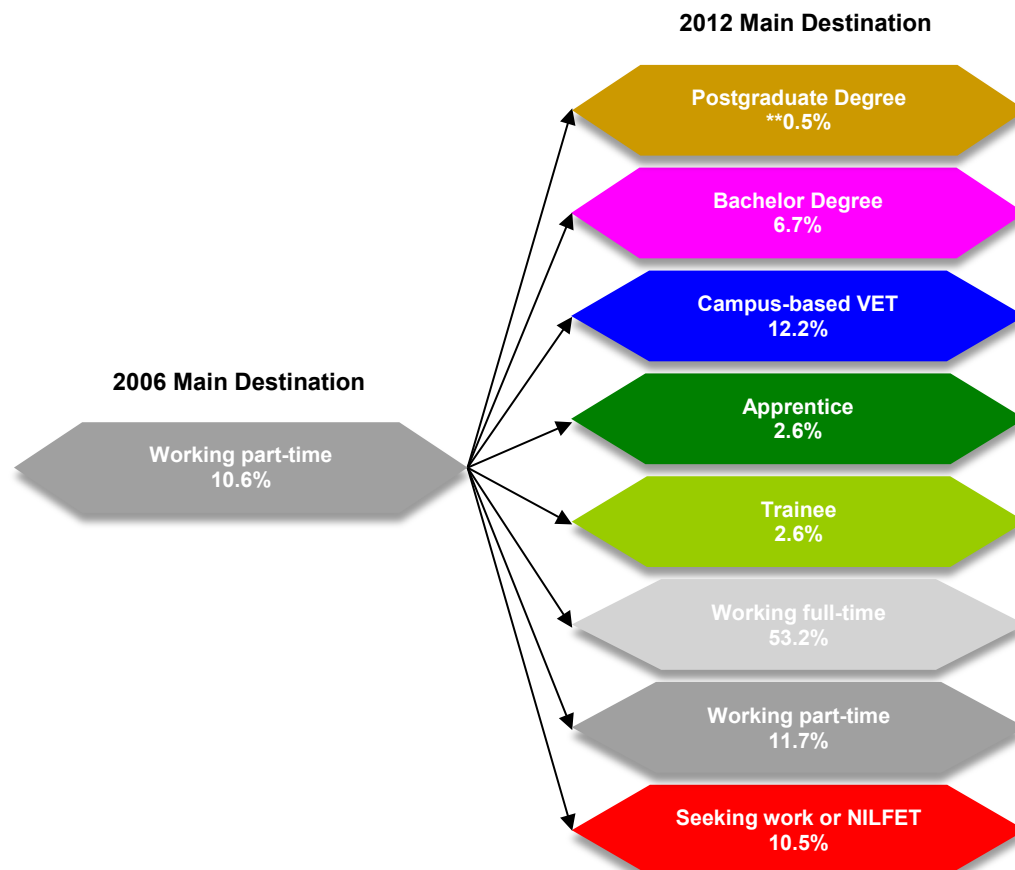 2012 Main Destination
Postgraduate Degree
**0.5%
Bachelor Degree
6.7%
Campus-based VET
12.2%
2006 Main Destination
Working part-time
10.6%
Apprentice
2.6%
Trainee
2.6%
Working full-time
53.2%
Working part-time
11.7%
Seeking work or NILFET
10.5%